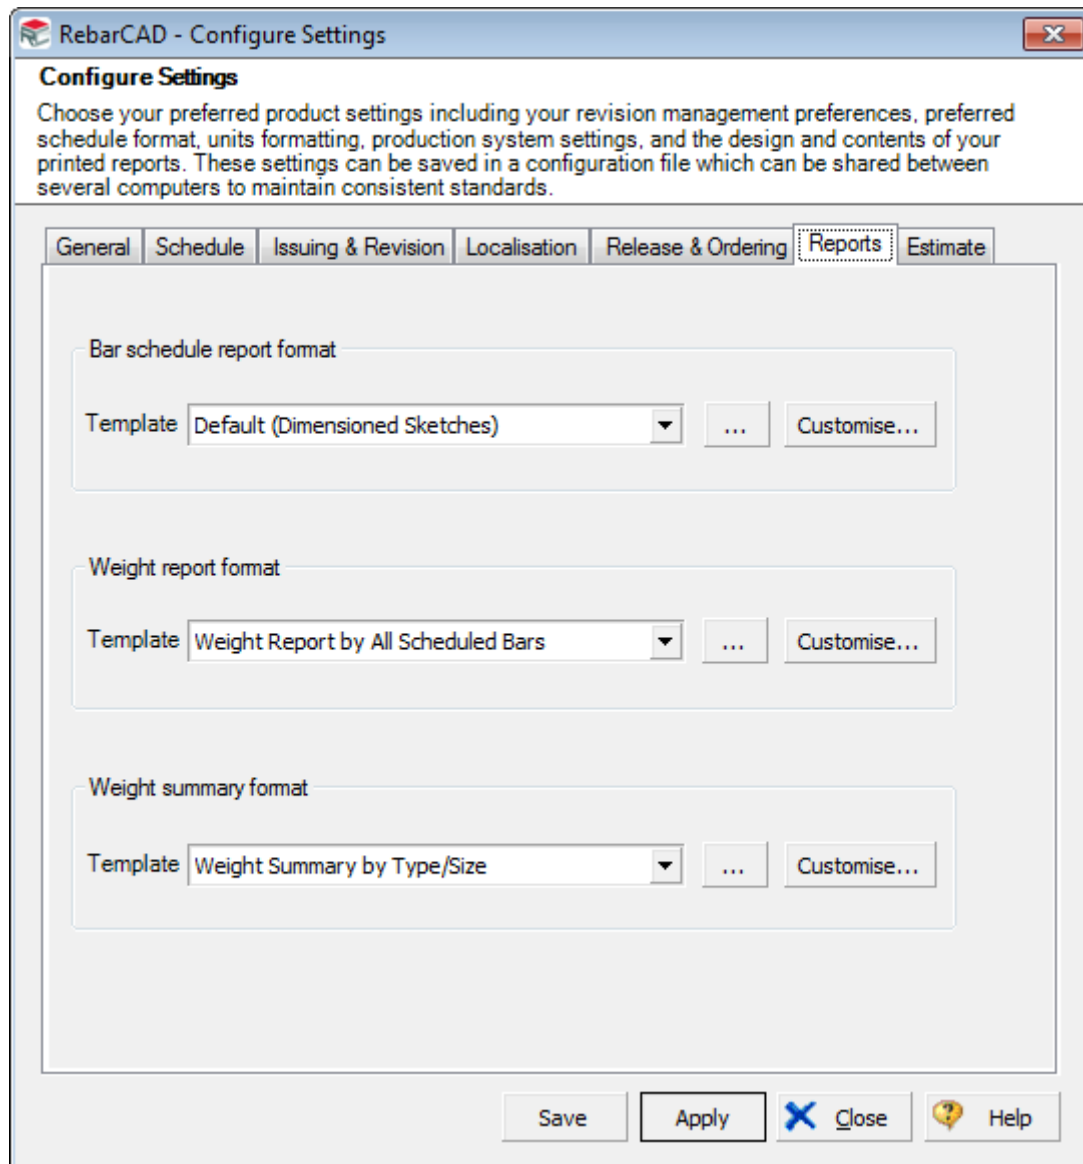 RebarCAD - Configure Settings
Configure Settings
Choose your preferred product settings including your revision management preferences, preferred
schedule format, units formatting, production system settings, and the design and contents of your
printed reports. These settings can be saved in a configuration file which can be shared between
several computers to maintain consistent standards.
General Schedule Issuing & Revision Localisation Release & Ordering Reports Estimate
Bar schedule report format
Template Default (Dimensioned Sketches) ... Customise...
Weight report format
Template Weight Report by All Scheduled Bars ... Customise...
Weight summary format
Template Weight Summary by Type/Size ... Customise...
Save Apply Close Help